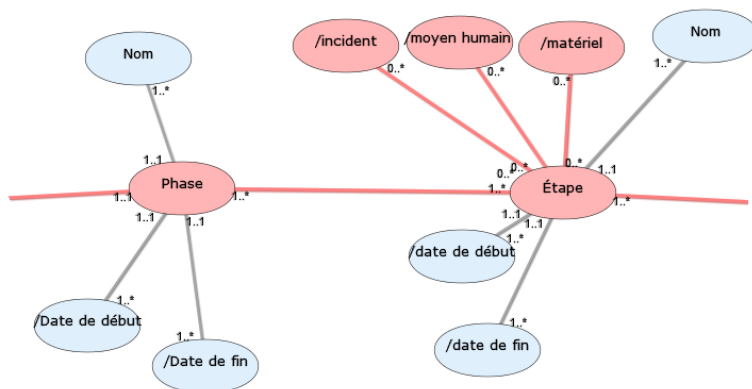 /incident
/moyen humain
/matériel
Nom
Nom
0..*
0..*
0..*
1..*
1..*
1..1
0..*
0..*
0..*
1..1
Phase
Étape
1..1
1..*
1..*
1..*
1..1
1..1
1..1
1..1
/date de début
1..*
1..*
/Date de début
1..*
/Date de fin
1..*
/date de fin